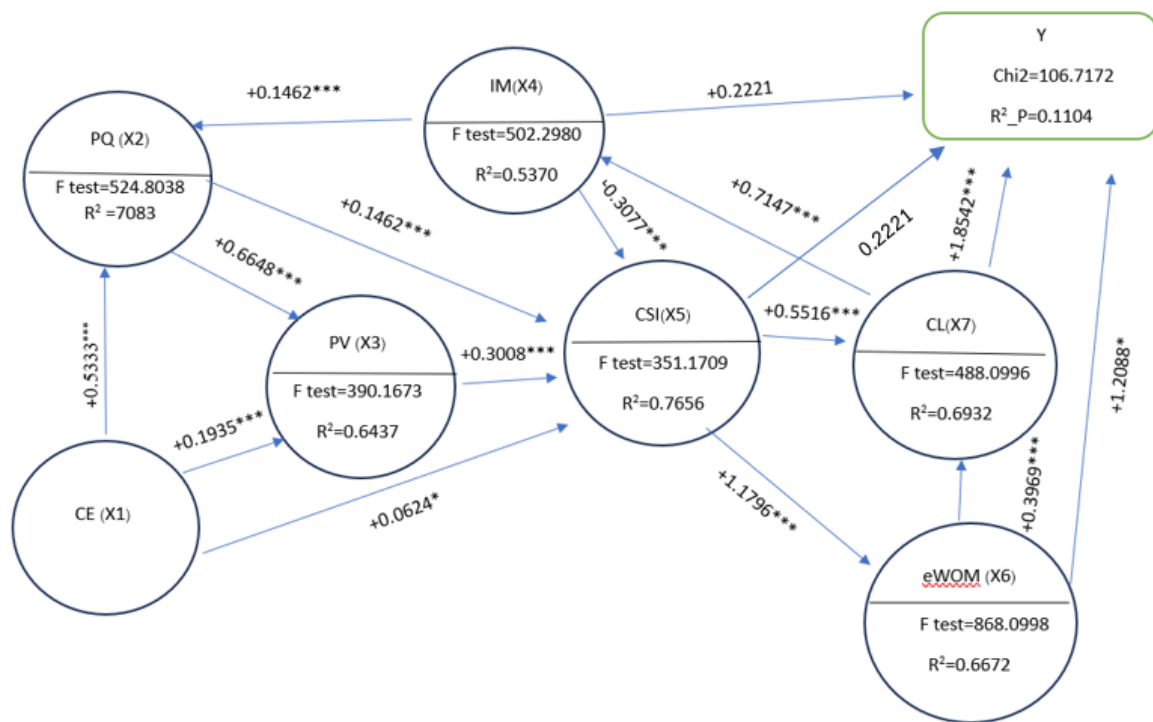 Y
Chi2=106.7172
R²_P=0.1104
IM(X4)
F test=502.2980
R²=0.5370
+0.1462***
+0.2221
PQ (X2)
F test=524.8038
R² =7083
+0.1462***
+0.3077***
+0.7147***
0.2221
+1.8542***
+0.6648***
CSI(X5)
F test=351.1709
R²=0.7656
+0.5516***
CL(X7)
F test=488.0996
R²=0.6932
+1.2088*
PV (X3)
F test=390.1673
R²=0.6437
+0.3008***
+0.5333***
+0.1935***
+0.0624*
CE (X1)
+1.1796***
+0.3969***
eWOM (X6)
F test=868.0998
R²=0.6672